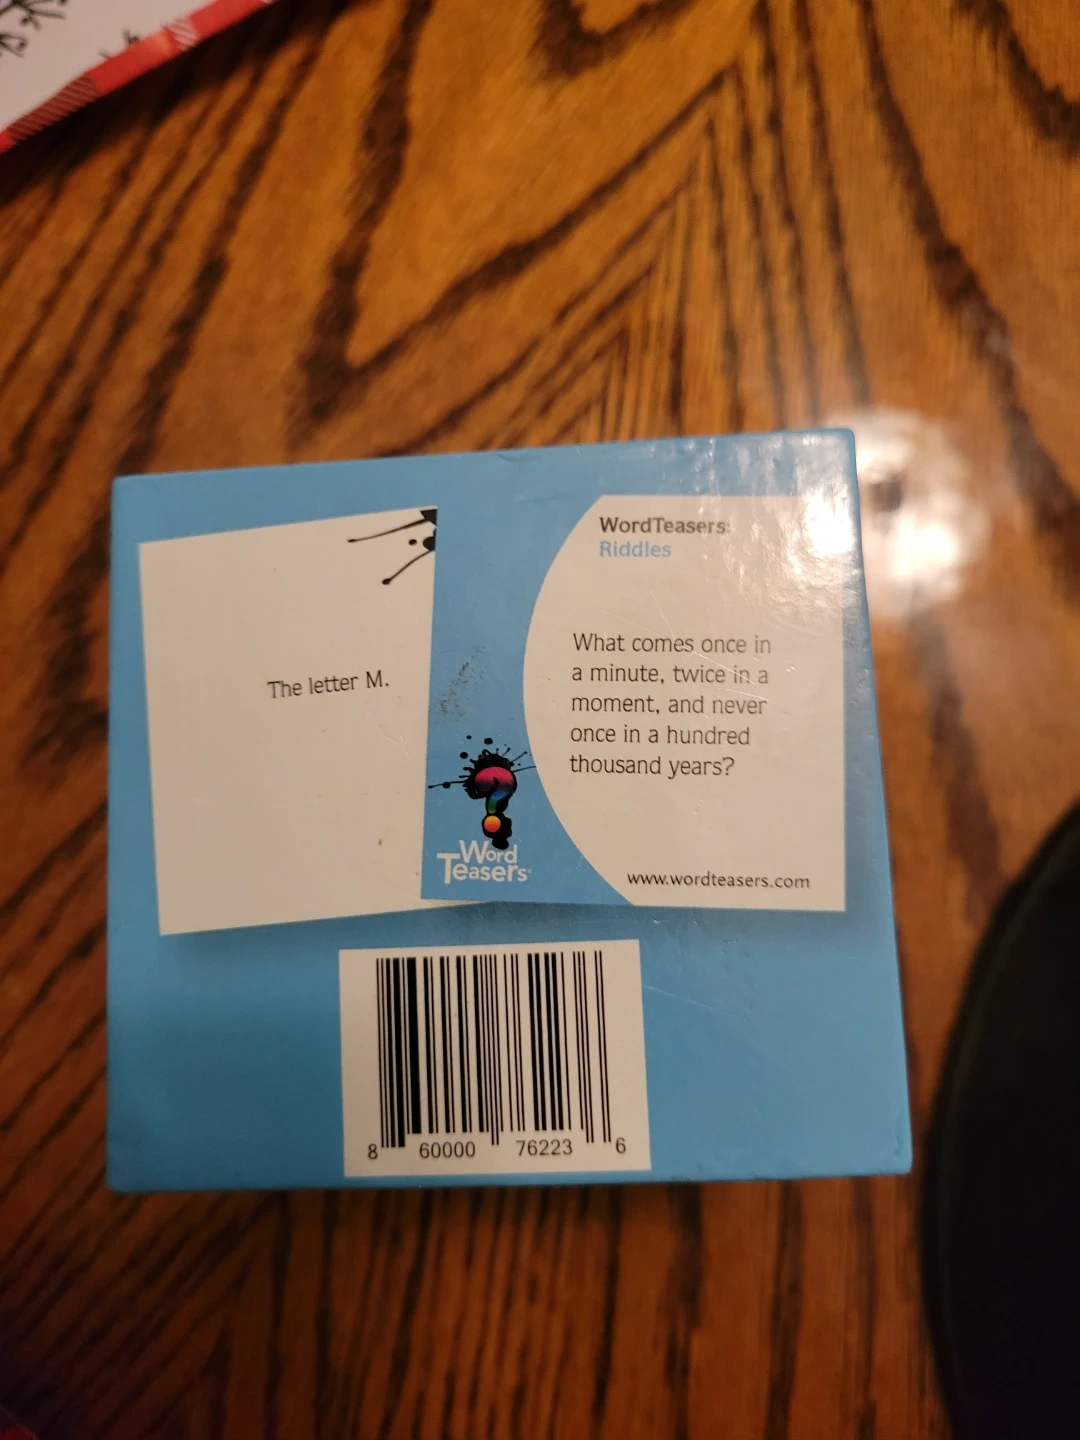 The letter M.
WordTeasers:
Riddles
What comes once in
a minute, twice in a
moment, and never
once in a hundred
thousand years?
Word
Teasers
www.wordteasers.com
8 60000 76223 6